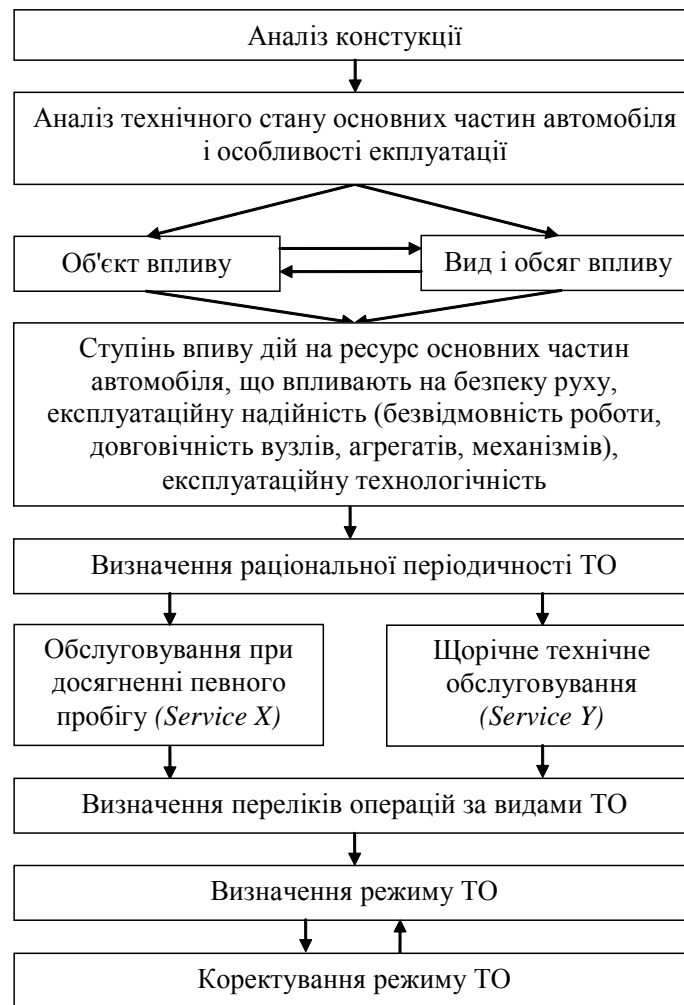 Аналіз констукції
Аналіз технічного стану основних частин автомобіля
і особливості екплуатації
Об'єкт впливу
Вид і обсяг впливу
Ступінь впиву дій на ресурс основних частин
автомобіля, що впливають на безпеку руху,
експлуатаційну надійність (безвідмовність роботи,
довговічність вузлів, агрегатів, механізмів),
експлуатаційну технологічність
Визначення раціональної періодичності ТО
Обслуговування при
досягненні певного
пробігу (Service X)
Щорічне технічне
обслуговування
(Service Y)
Визначення переліків операцій за видами ТО
Визначення режиму ТО
Коректування режиму ТО